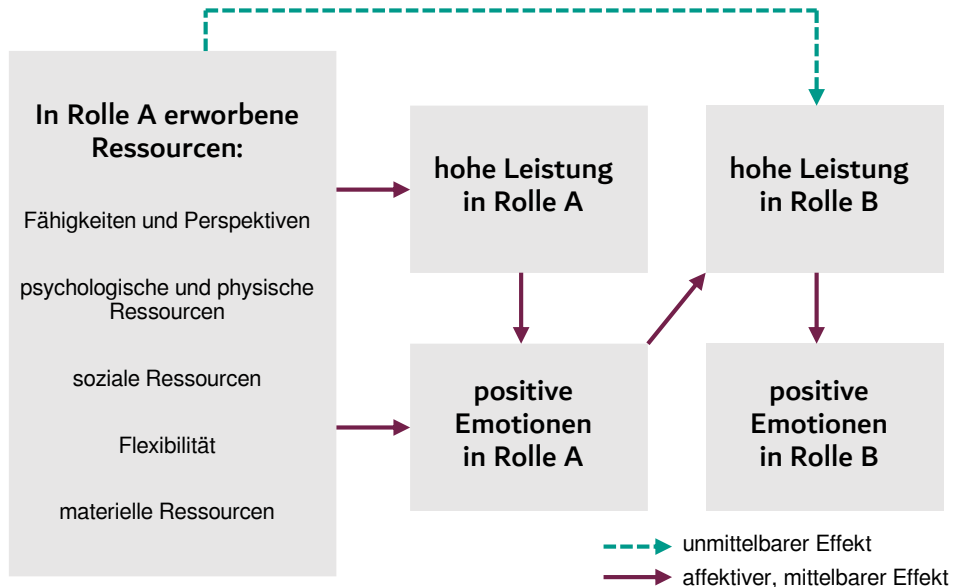 In Rolle A erworbene
Ressourcen:
Fähigkeiten und Perspektiven
psychologische und physische
Ressourcen
soziale Ressourcen
Flexibilität
materielle Ressourcen
hohe Leistung
in Rolle A
hohe Leistung
in Rolle B
positive
Emotionen
in Rolle A
positive
Emotionen
in Rolle B
unmittelbarer Effekt
affektiver, mittelbarer Effekt